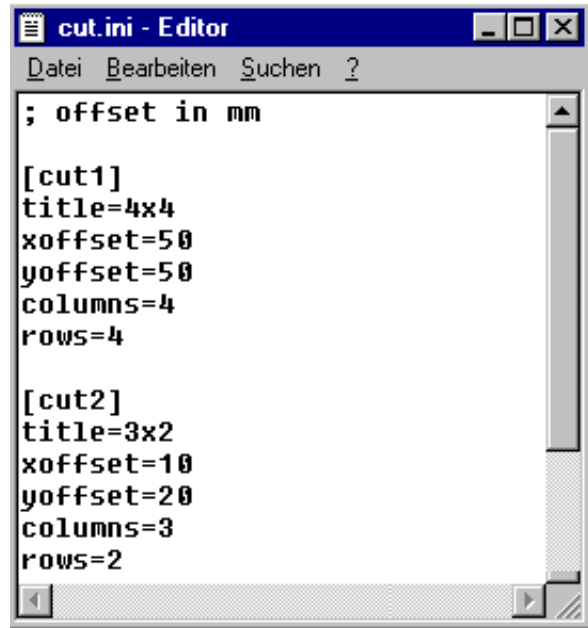 cut.ini - Editor
Datei Bearbeiten Suchen ?
; offset in mm
[cut1]
title=4x4
xoffset=50
yoffset=50
columns=4
rows=4
[cut2]
title=3x2
xoffset=10
yoffset=20
columns=3
rows=2